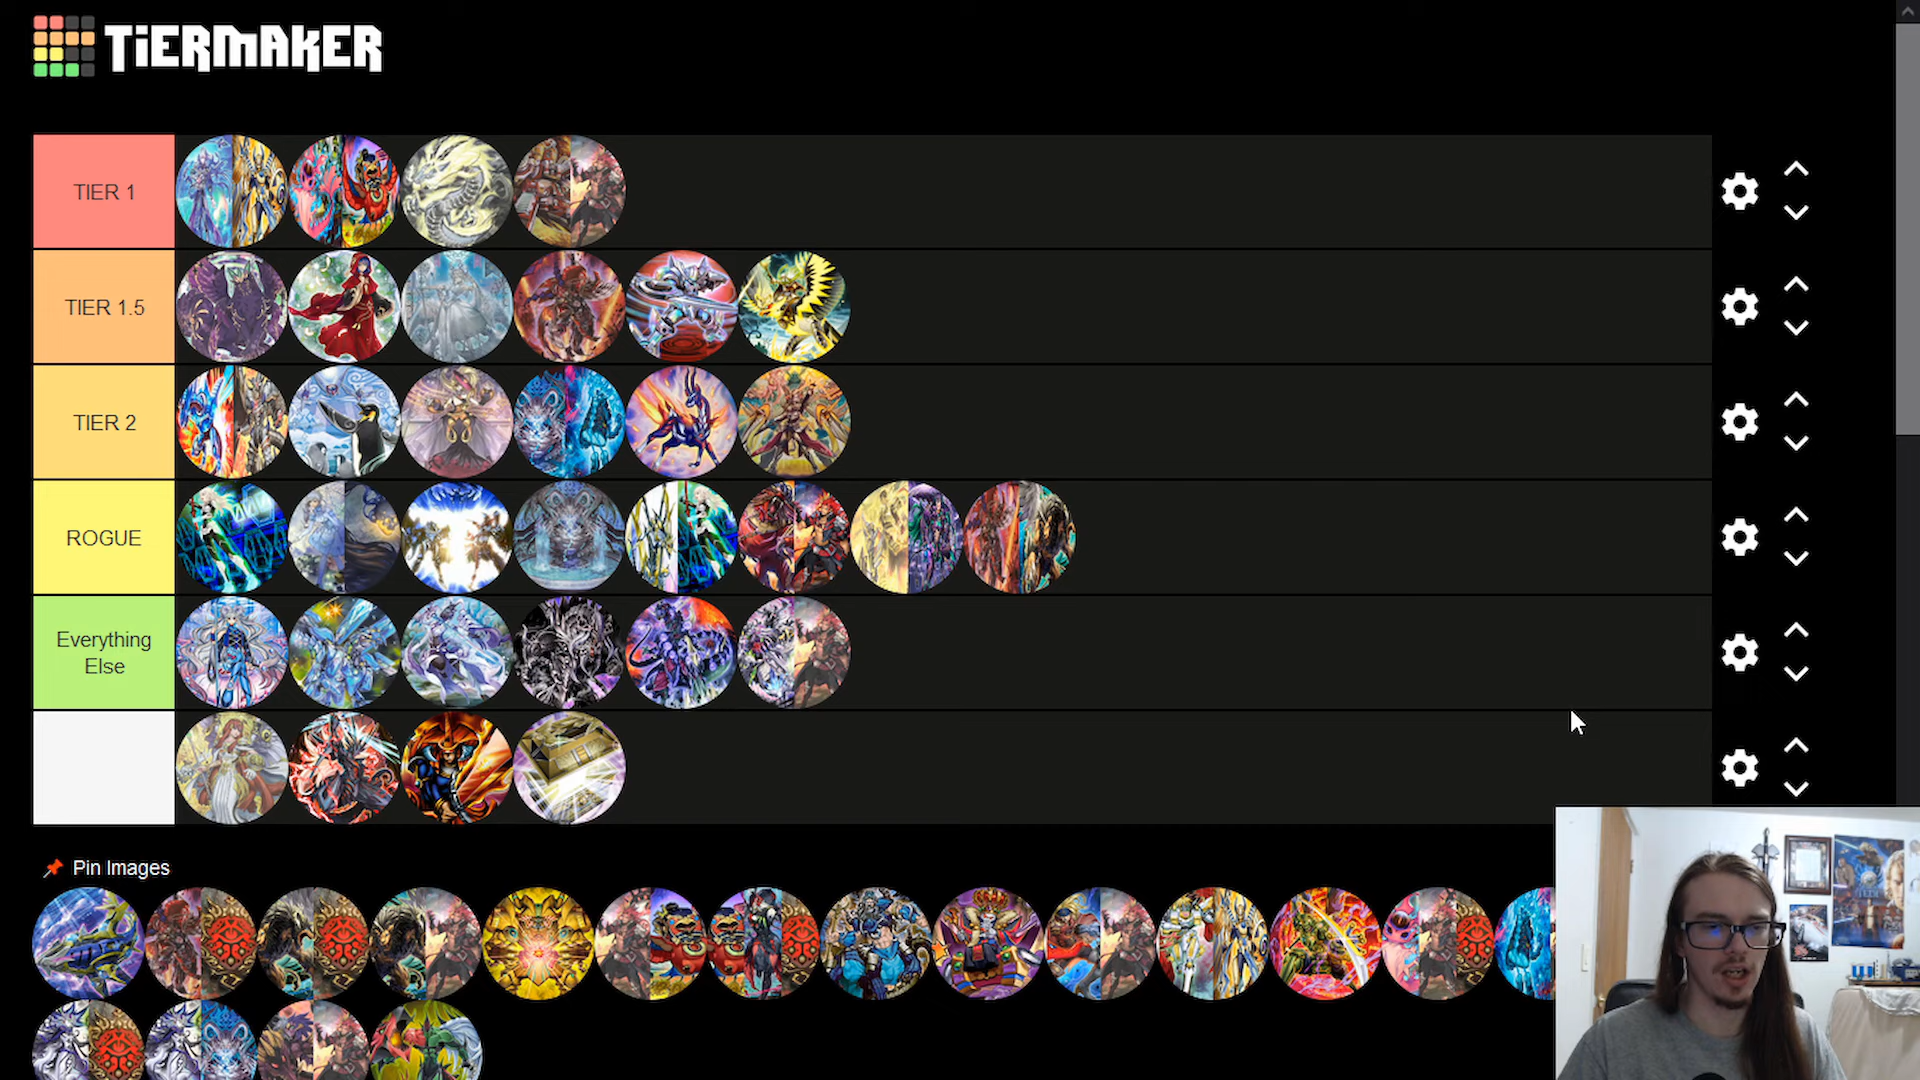 TiERMAKER
TIER 1
TIER 1.5
TIER 2
ROGUE
Everything
Else
Pin Images